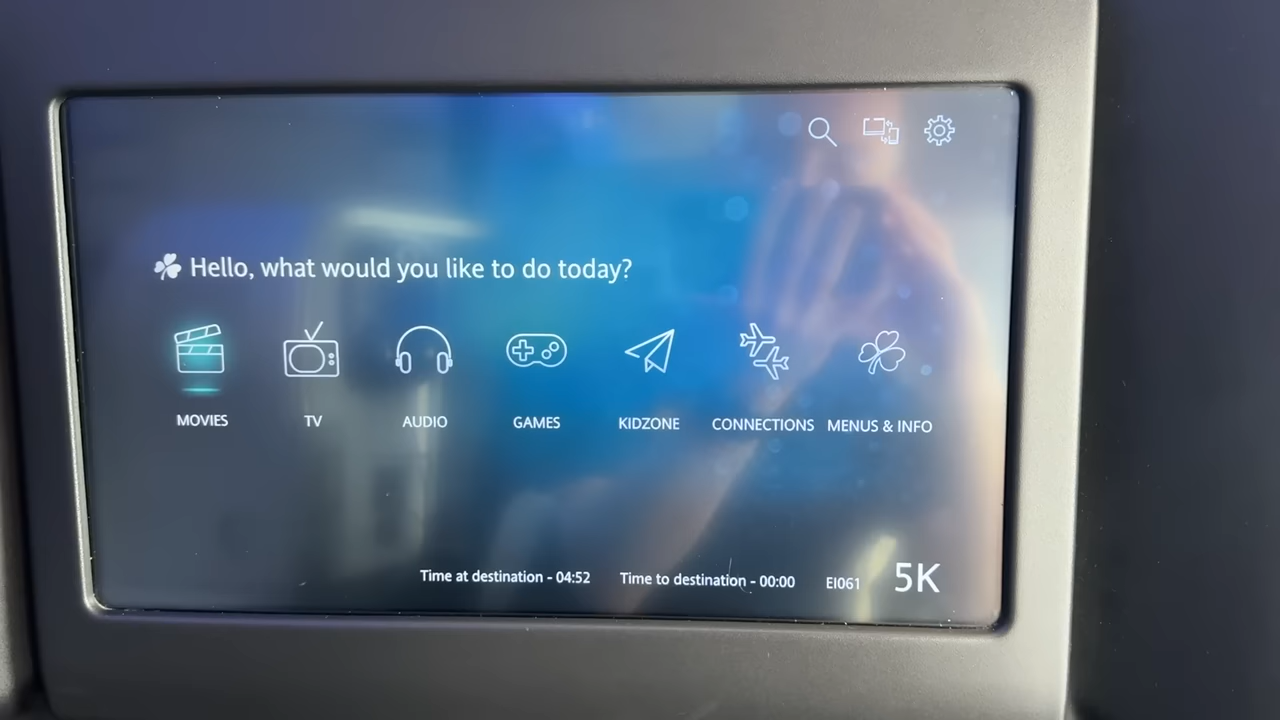 Hello, what would you like to do today?
MOVIES TV AUDIO GAMES KIDZONE CONNECTIONS MENUS & INFO
Time at destination - 04:52 Time to destination - 00:00 EI061 5K